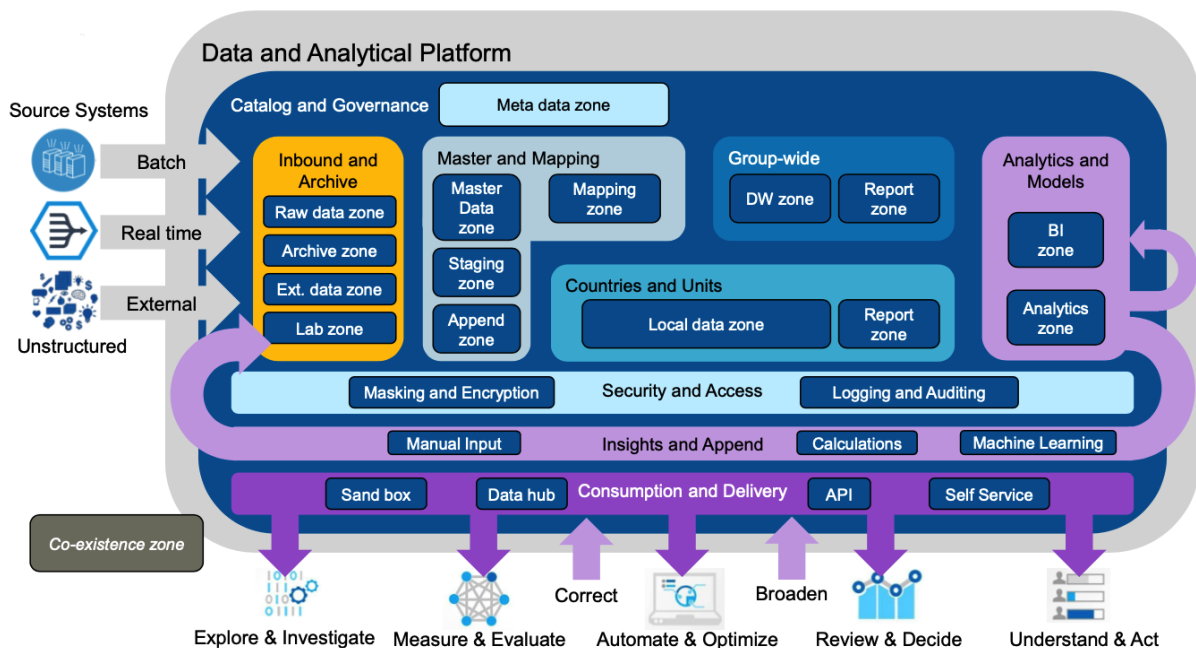 Data and Analytical Platform
Source Systems
Batch
Real time
External
Unstructured
Catalog and Governance
Meta data zone
Inbound and
Archive
Raw data zone
Archive zone
Ext. data zone
Lab zone
Master and Mapping
Master
Data
zone
Mapping
zone
Staging
zone
Append
zone
Group-wide
DW zone
Report
zone
Countries and Units
Local data zone
Report
zone
Analytics and
Models
BI
zone
Analytics
zone
Masking and Encryption
Security and Access
Logging and Auditing
Manual Input
Insights and Append
Calculations
Machine Learning
Sand box
Data hub
Consumption and Delivery
API
Self Service
Co-existence zone
Correct
Broaden
Explore & Investigate
Measure & Evaluate
Automate & Optimize
Review & Decide
Understand & Act